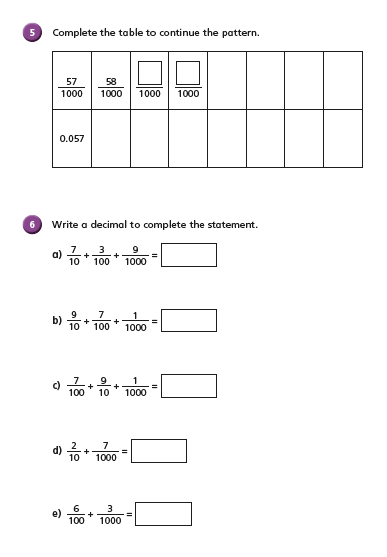 5 Complete the table to continue the pattern.
57/1000 58/1000 □/1000 □/1000
0.057
6 Write a decimal to complete the statement.
a) 7/10 + 3/100 + 9/1000 =
b) 9/10 + 7/100 + 1/1000 =
c) 7/100 + 9/10 + 1/1000 =
d) 2/10 + 7/1000 =
e) 6/100 + 3/1000 =